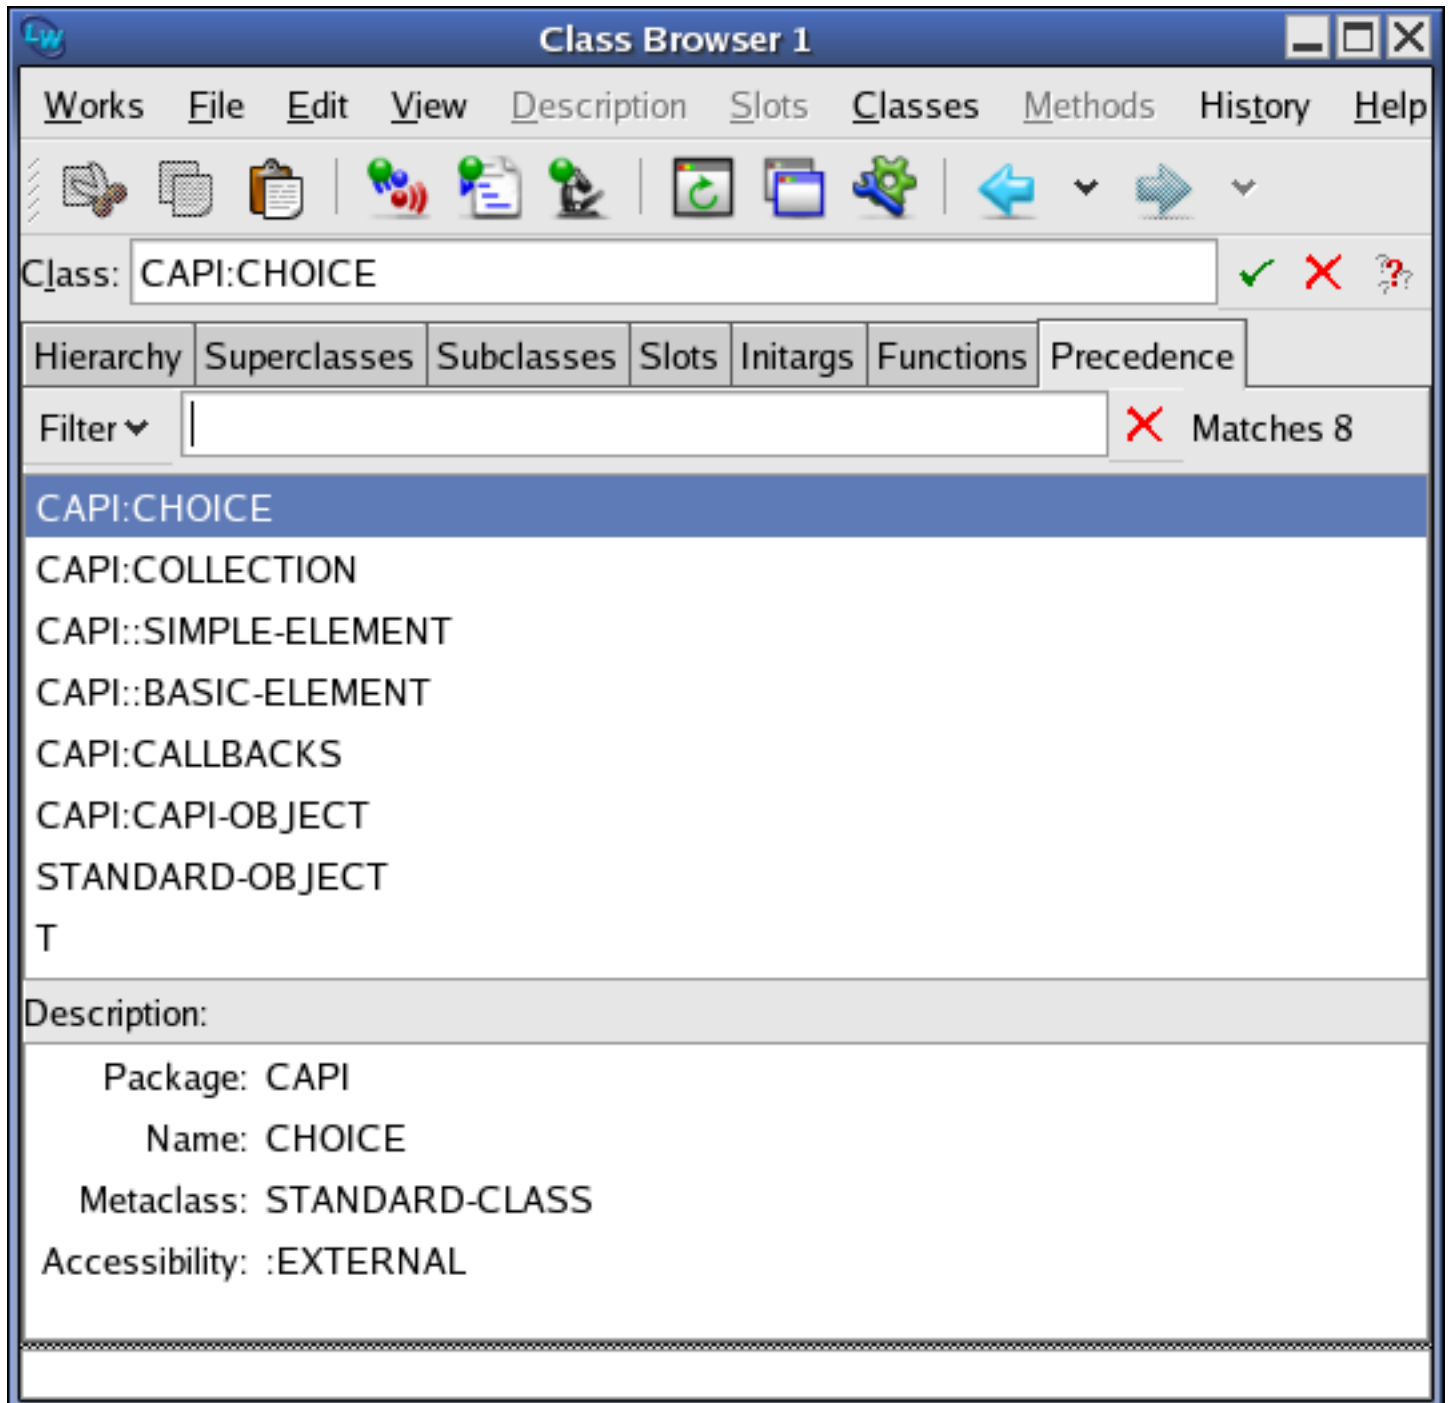 LW Class Browser 1
Works File Edit View Description Slots Classes Methods History Help
Class: CAPI:CHOICE
Hierarchy Superclasses Subclasses Slots Initargs Functions Precedence
Filter Matches 8
CAPI:CHOICE
CAPI:COLLECTION
CAPI::SIMPLE-ELEMENT
CAPI::BASIC-ELEMENT
CAPI:CALLBACKS
CAPI:CAPI-OBJECT
STANDARD-OBJECT
T
Description:
Package: CAPI
Name: CHOICE
Metaclass: STANDARD-CLASS
Accessibility: :EXTERNAL